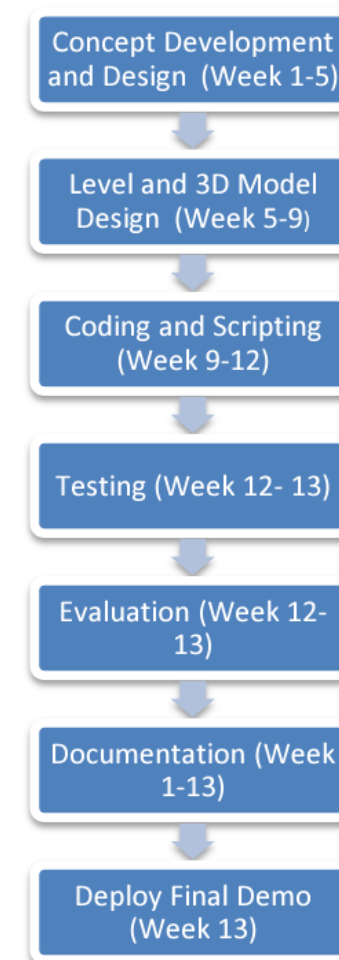 Concept Development
and Design  (Week 1-5)
Level and 3D Model
Design  (Week 5-9)
Coding and Scripting
(Week 9-12)
Testing (Week 12- 13)
Evaluation (Week 12-
13)
Documentation (Week
1-13)
Deploy Final Demo
(Week 13)